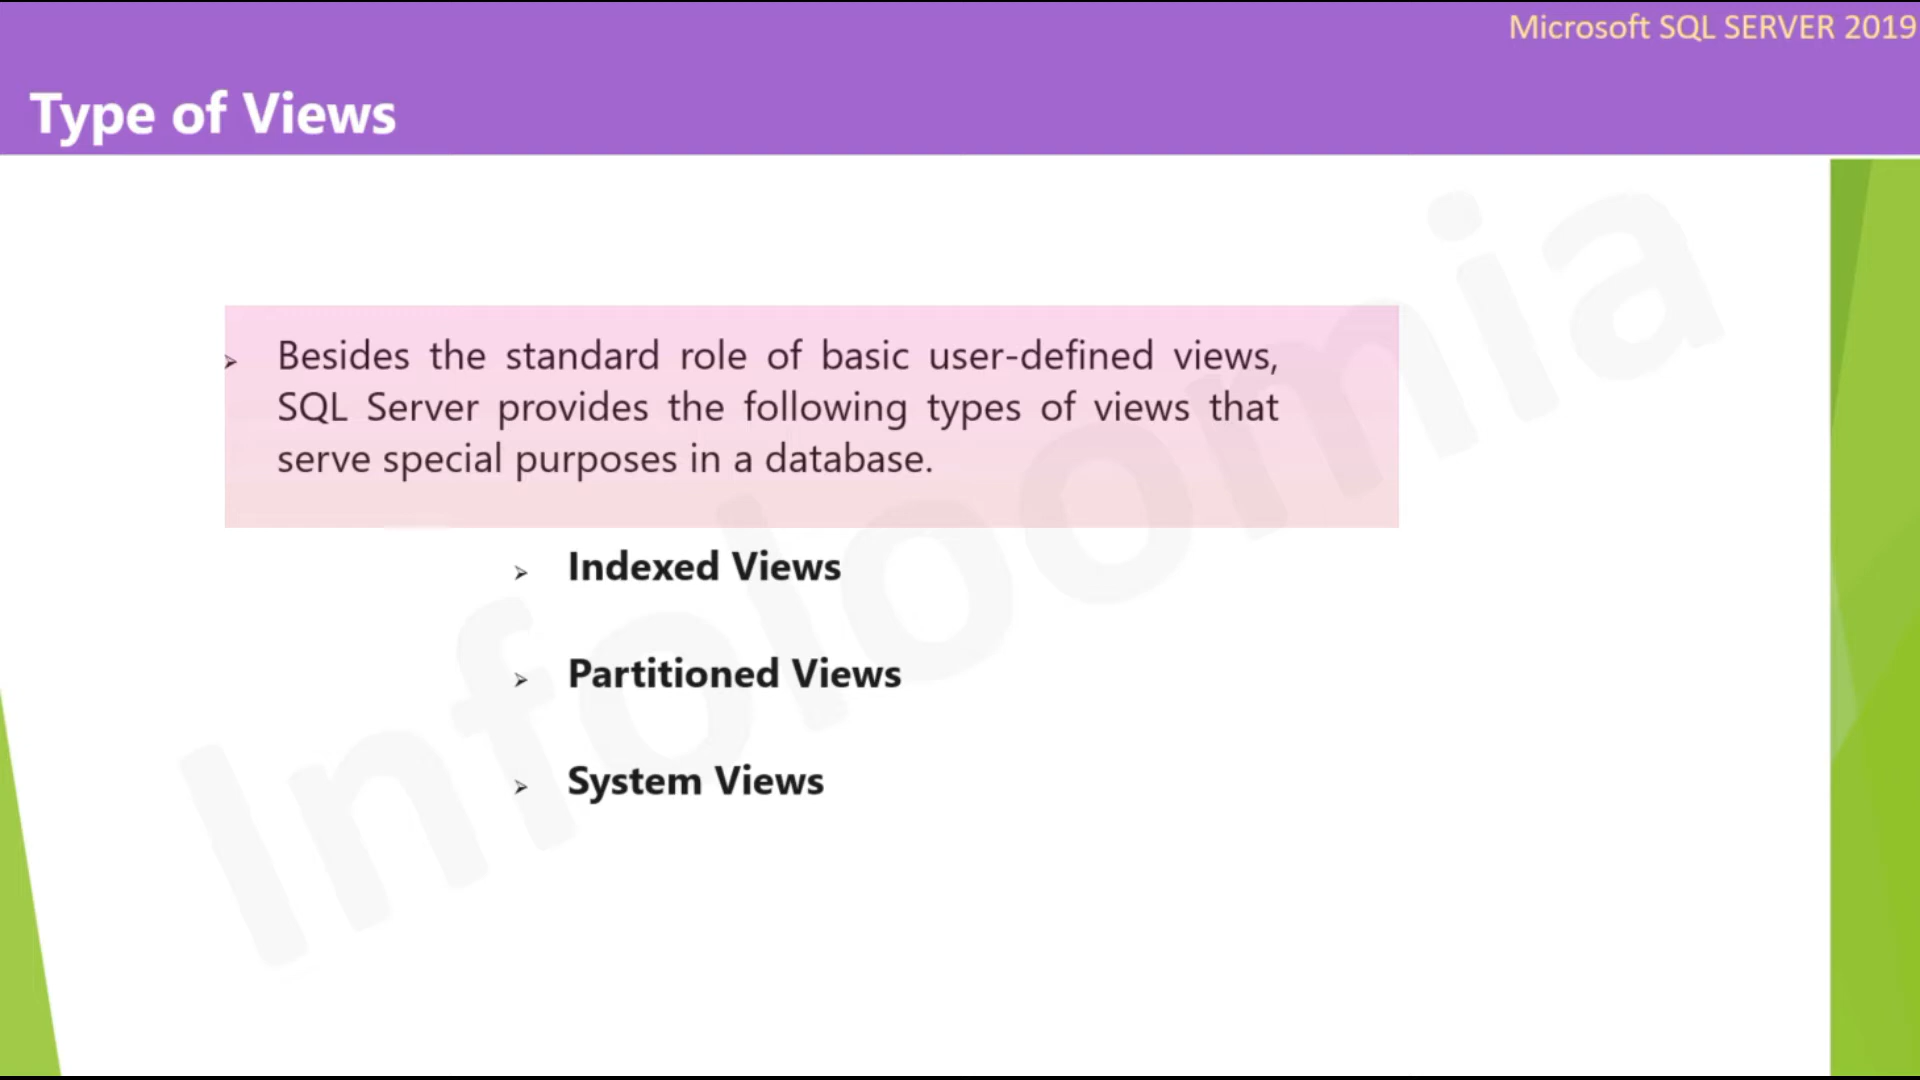 Microsoft SQL SERVER 2019
Type of Views
➢ Besides the standard role of basic user-defined views,
SQL Server provides the following types of views that
serve special purposes in a database.
➢ Indexed Views
➢ Partitioned Views
➢ System Views
Infoloomia